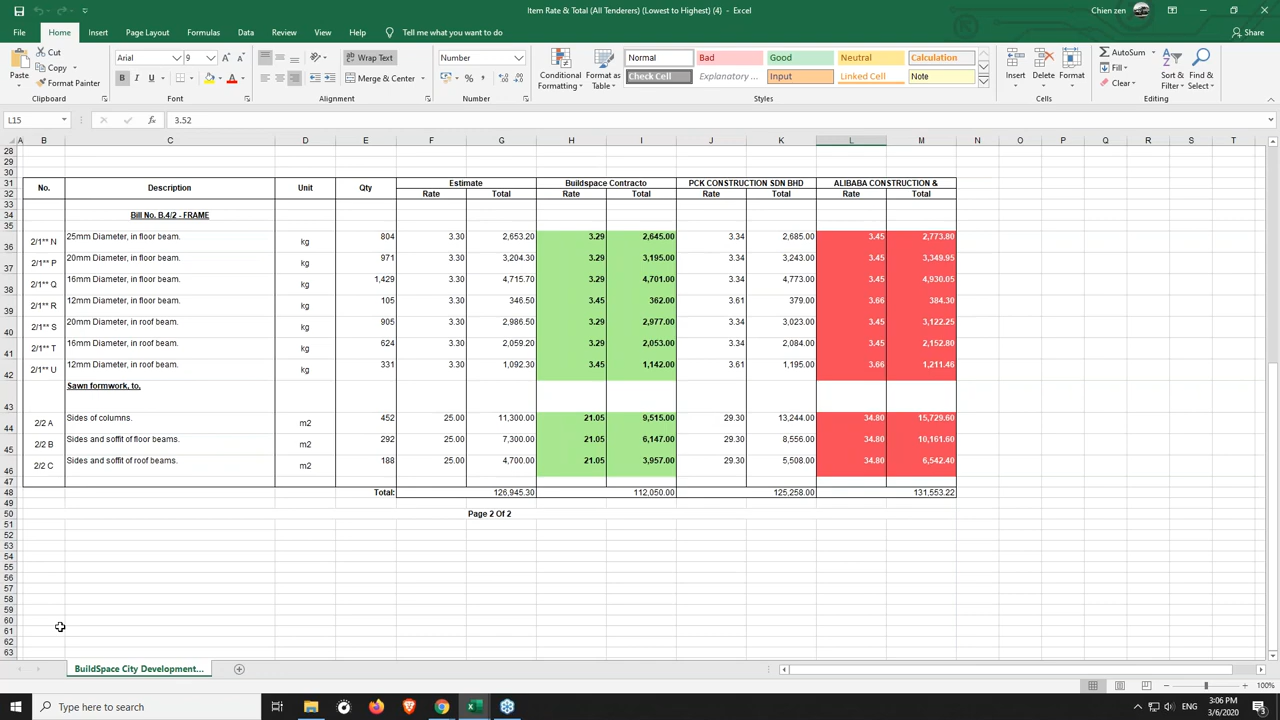 Item Rate & Total (All Tenders) (Lowest to Highest) (4) - Excel
Chien zen
File Home Insert Page Layout Formulas Data Review View Help Tell me what you want to do Share
Paste Cut Copy Format Painter Clipboard
Arial 9 B I U Font
Wrap Text Merge & Center Alignment
Number % Number
Conditional Formatting Format as Table
Normal Bad Good Neutral Calculation
Check Cell Explanatory ... Input Linked Cell Note
Styles
Insert Delete Format Cells
AutoSum Fill Clear Sort & Filter Find & Select Editing
L15 fx 3.52
A B C D E F G H I J K L M N O P Q R S T
28
29
30
31 No. Description Unit Qty Estimate Buildspace Contracto PCK CONSTRUCTION SDN BHD ALIBABA CONSTRUCTION &
32 Rate Total Rate Total Rate Total Rate Total
33
34 Bill No. B.4/2 - FRAME
35
36 2/1** N 25mm Diameter, in floor beam. kg 804 3.30 2,653.20 3.29 2,645.00 3.34 2,685.00 3.45 2,773.80
37 2/1** P 20mm Diameter, in floor beam. kg 971 3.30 3,204.30 3.29 3,195.00 3.34 3,243.00 3.45 3,349.95
38 2/1** Q 16mm Diameter, in floor beam. kg 1,429 3.30 4,715.70 3.29 4,701.00 3.34 4,773.00 3.45 4,930.05
39 2/1** R 12mm Diameter, in floor beam. kg 105 3.30 346.50 3.45 362.00 3.61 379.00 3.66 384.30
40 2/1** S 20mm Diameter, in roof beam. kg 905 3.30 2,986.50 3.29 2,977.00 3.34 3,023.00 3.45 3,122.25
41 2/1** T 16mm Diameter, in roof beam. kg 624 3.30 2,059.20 3.29 2,053.00 3.34 2,084.00 3.45 2,152.80
42 2/1** U 12mm Diameter, in roof beam. kg 331 3.30 1,092.30 3.45 1,142.00 3.61 1,195.00 3.66 1,211.46
43 Sawn formwork, to,
44 2/2 A Sides of columns. m2 452 25.00 11,300.00 21.05 9,515.00 29.30 13,244.00 34.80 15,729.60
45 2/2 B Sides and soffit of floor beams. m2 292 25.00 7,300.00 21.05 6,147.00 29.30 8,556.00 34.80 10,161.60
46 2/2 C Sides and soffit of roof beams. m2 188 25.00 4,700.00 21.05 3,957.00 29.30 5,508.00 34.80 6,542.40
47
48 Total: 126,945.30 112,050.00 125,258.00 131,553.22
49
50 Page 2 Of 2
51
52
53
54
55
56
57
58
59
60
61
62
63
BuildSpace City Development...
100%
Type here to search
ENG 3:06 PM
3/6/2020